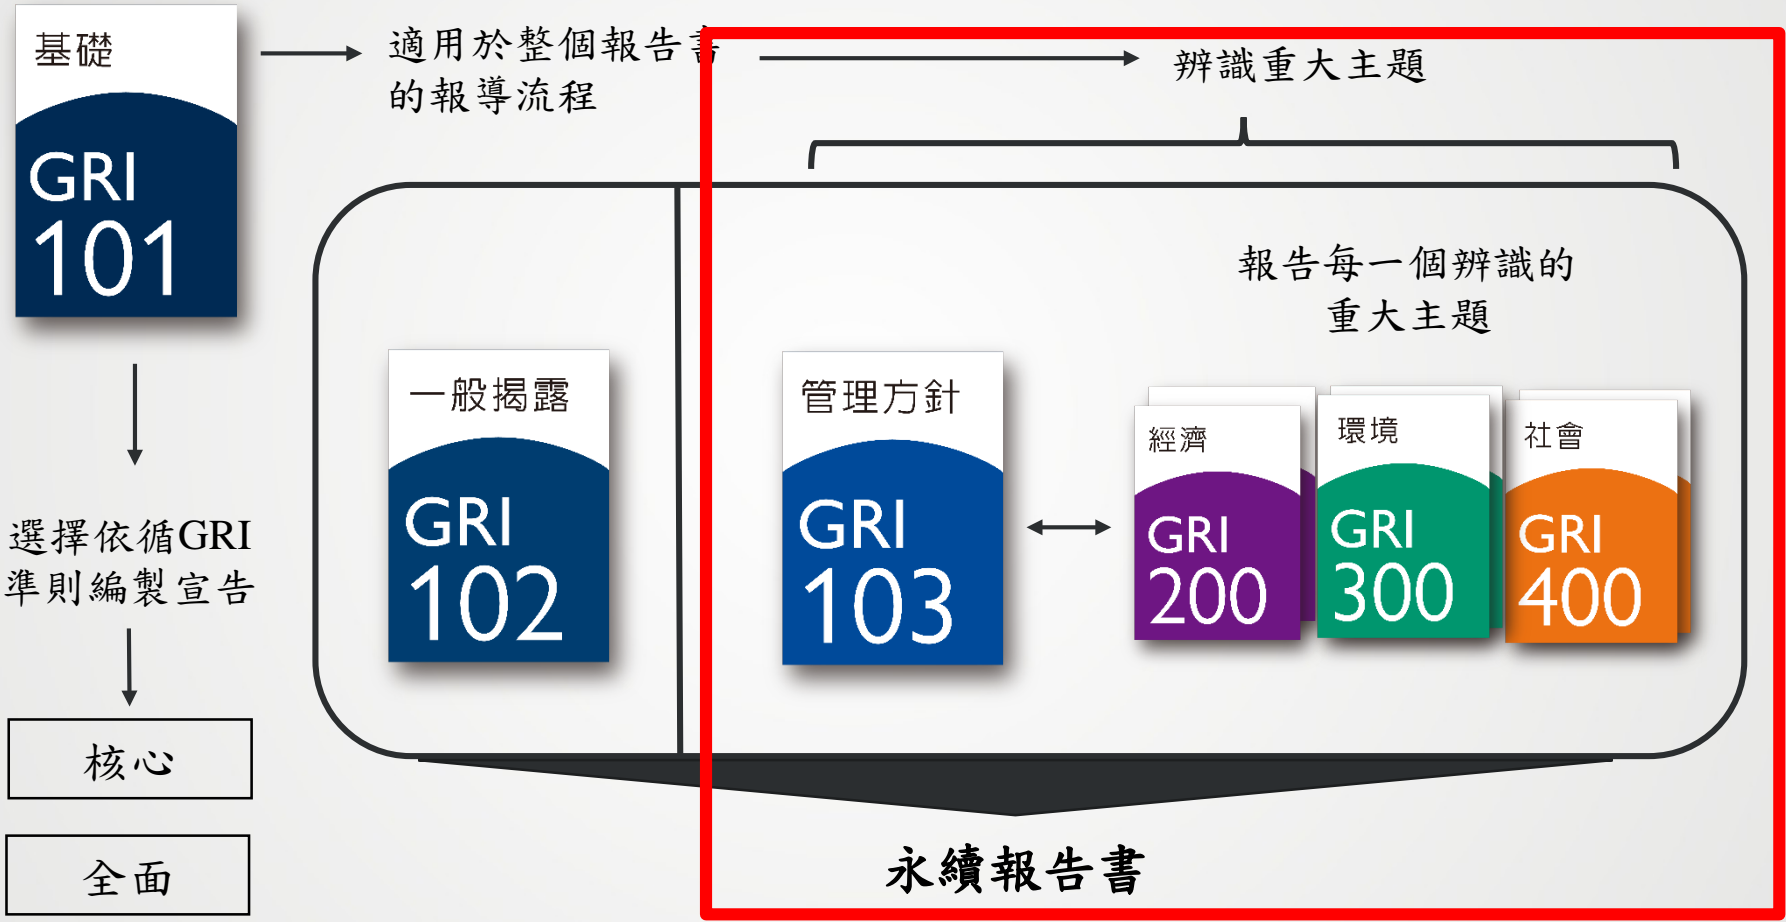 基礎
GRI
101
適用於整個報告書
的報導流程
辨識重大主題
報告每一個辨識的
重大主題
一般揭露
GRI
102
管理方針
GRI
103
經濟
GRI
200
環境
GRI
300
社會
GRI
400
選擇依循GRI
準則編製宣告
核心
全面
永續報告書